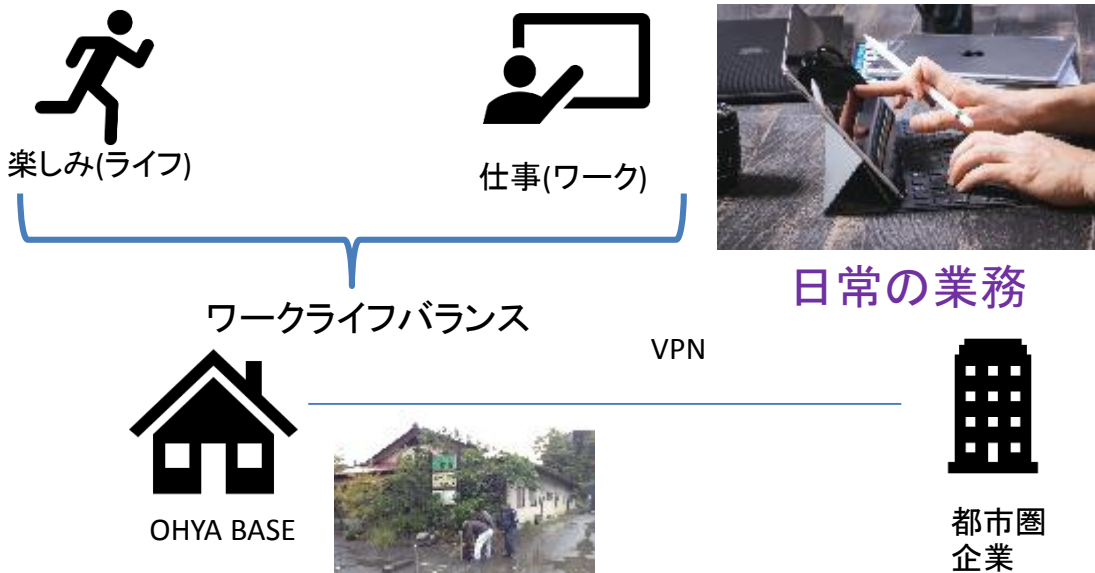 楽しみ(ライフ)
仕事(ワーク)
日常の業務
ワークライフバランス
VPN
OHYA BASE
都市圏
企業